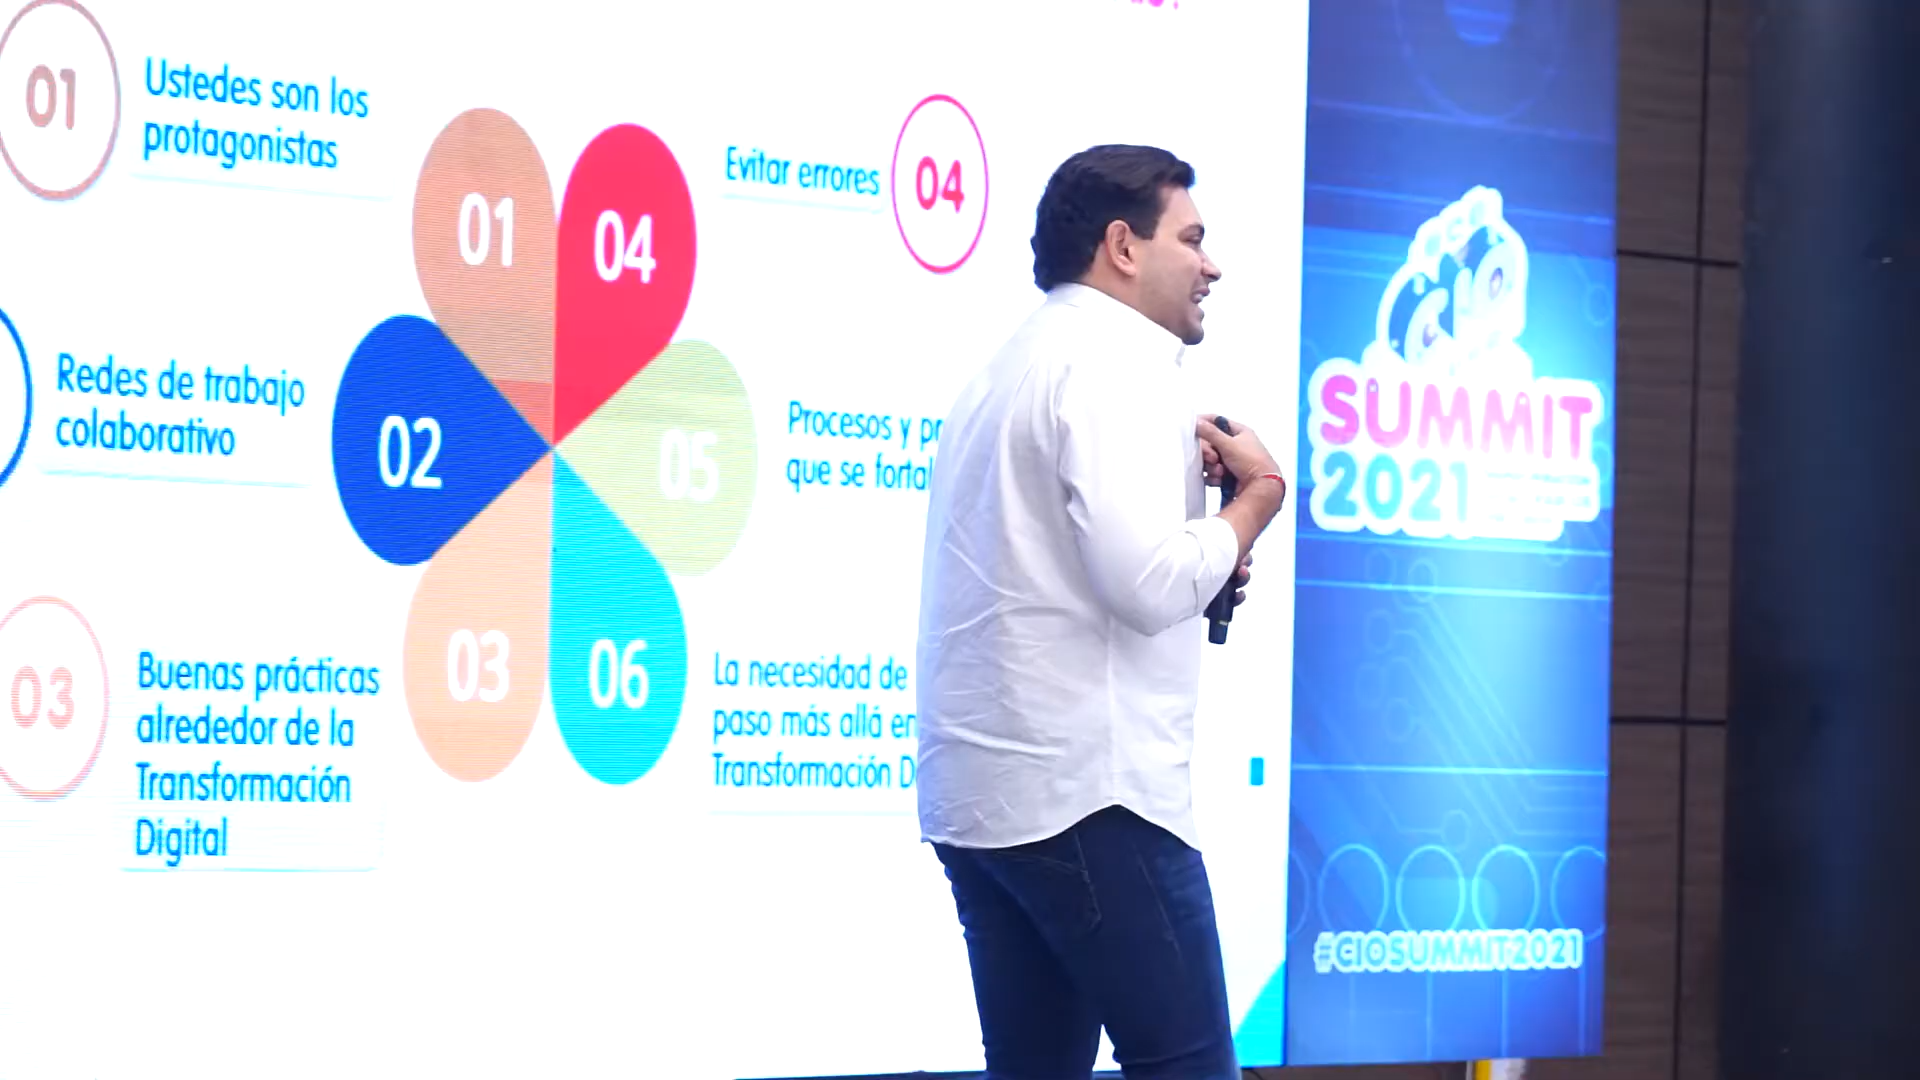 01
Ustedes son los
protagonistas
Redes de trabajo
colaborativo
03
Buenas prácticas
alrededor de la
Transformación
Digital
01
04
02
05
03
06
Evitar errores
04
Procesos y
que se
La necesidad de
paso más allá en
Transformación
CIO
SUMMIT
2021
#CIOSUMMIT2021